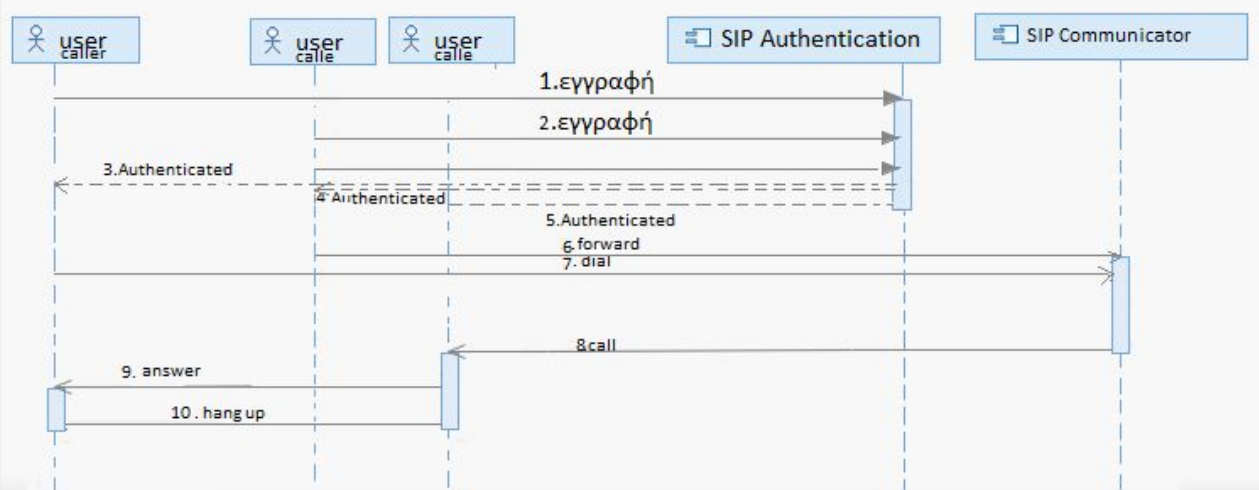 user
caller
user
calle
user
calle
SIP Authentication
SIP Communicator
1.εγγραφή
2.εγγραφή
3.Authenticated
4 Authenticated
5.Authenticated
6.forward
7. dial
8call
9. answer
10. hang up